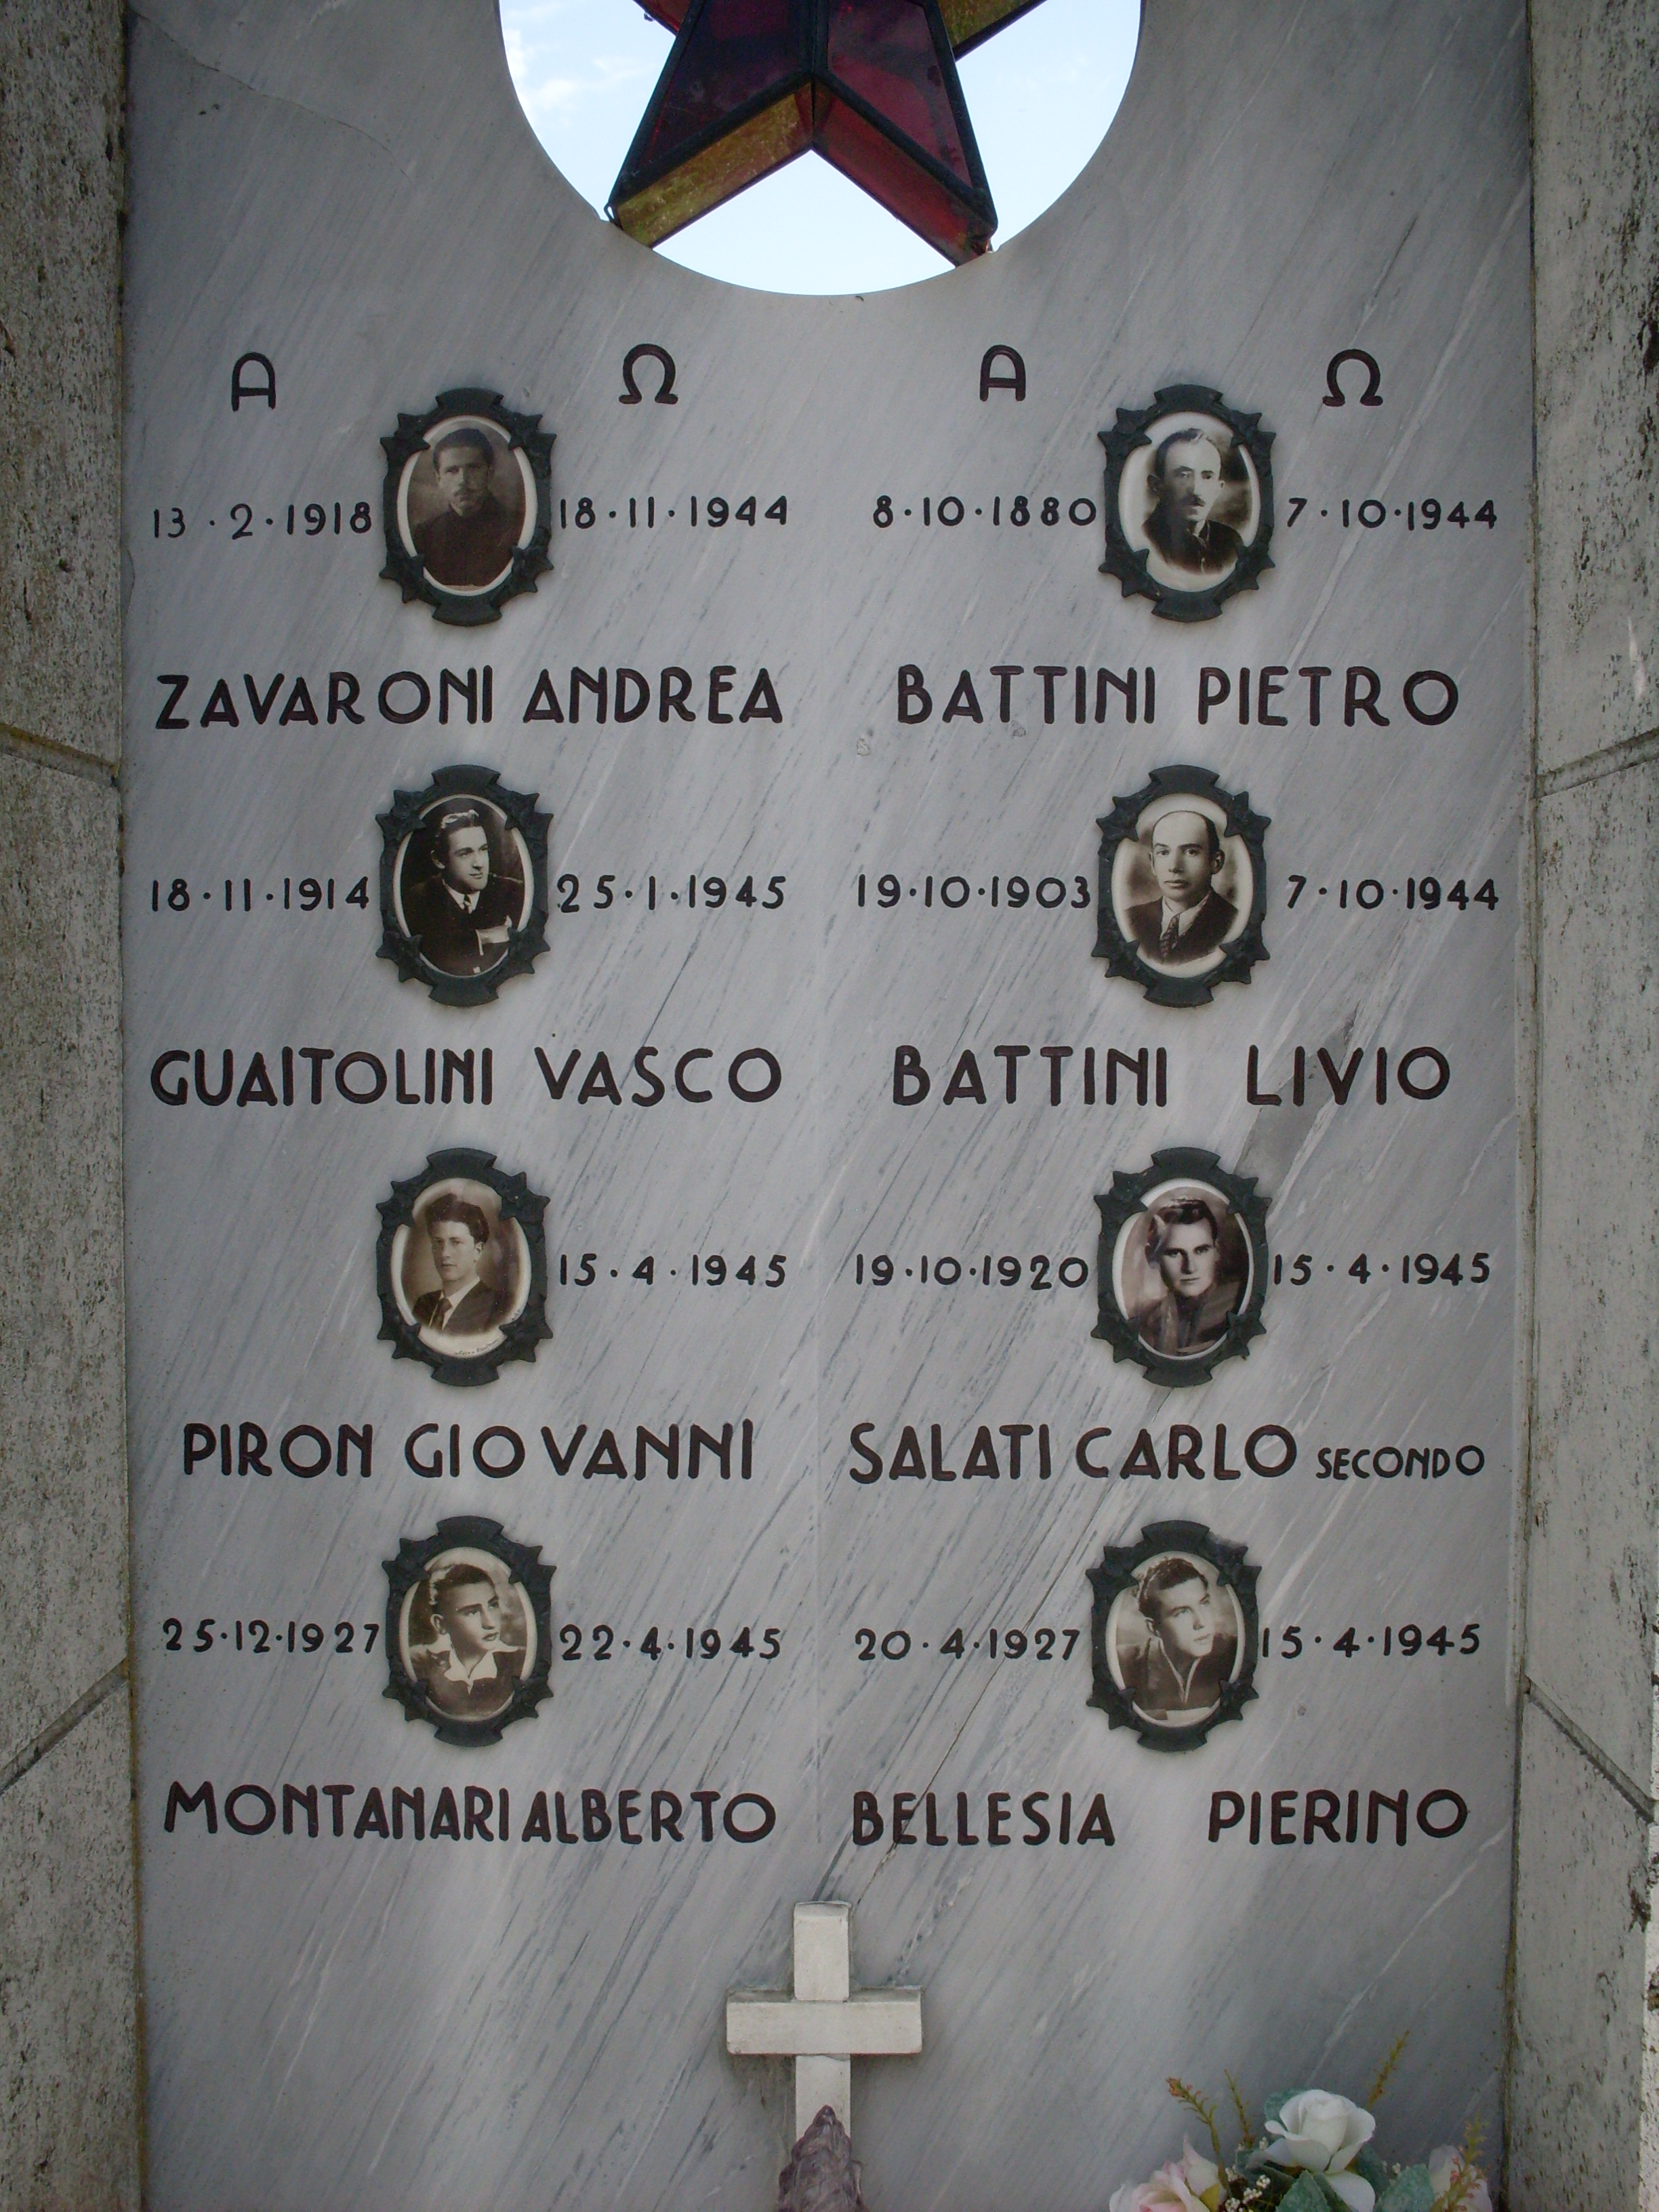 Α Ω Α Ω
13·2·1918 18·11·1944 8·10·1880 7·10·1944
ZAVARONI ANDREA BATTINI PIETRO
18·11·1914 25·1·1945 19·10·1903 7·10·1944
GUAITOLINI VASCO BATTINI LIVIO
15·4·1945 19·10·1920 15·4·1945
PIRON GIOVANNI SALATI CARLO SECONDO
25·12·1927 22·4·1945 20·4·1927 15·4·1945
MONTANARI ALBERTO BELLESIA PIERINO